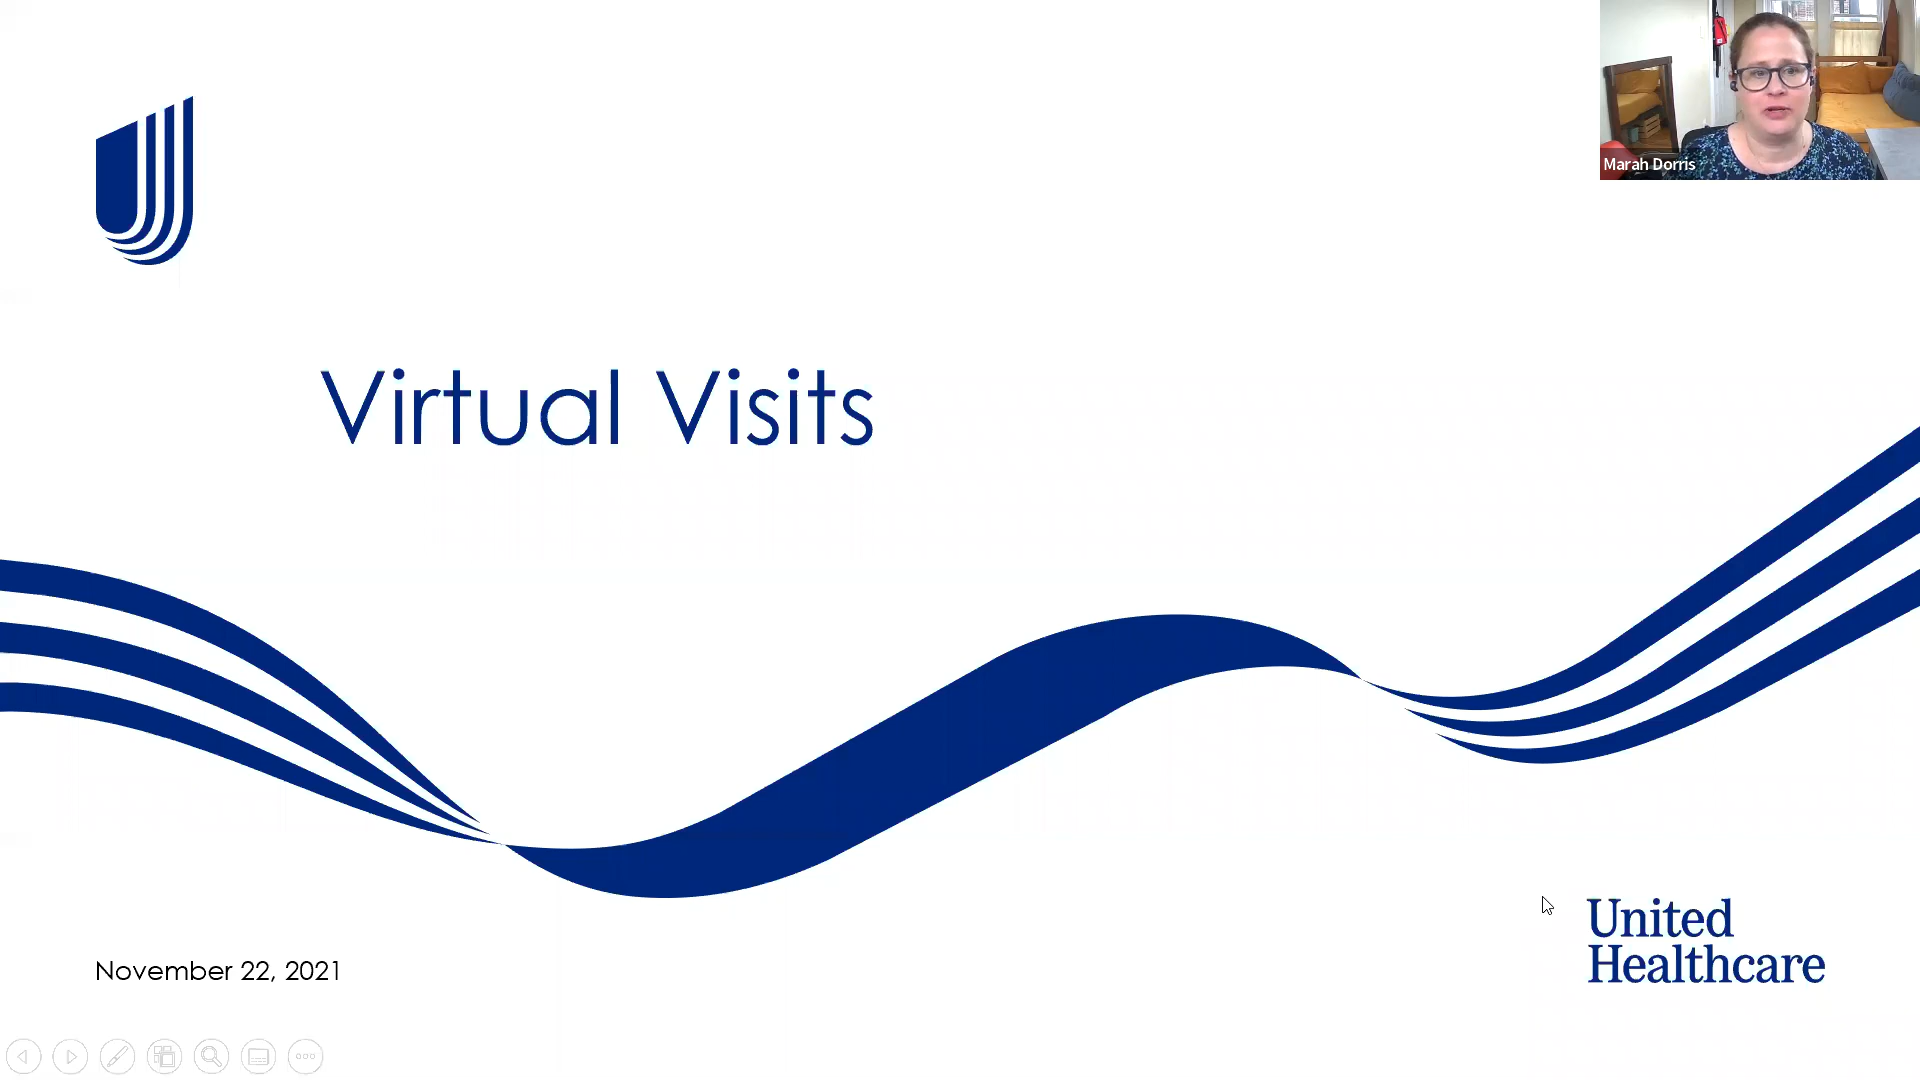 Marah Dorris
Virtual Visits
United
Healthcare
November 22, 2021